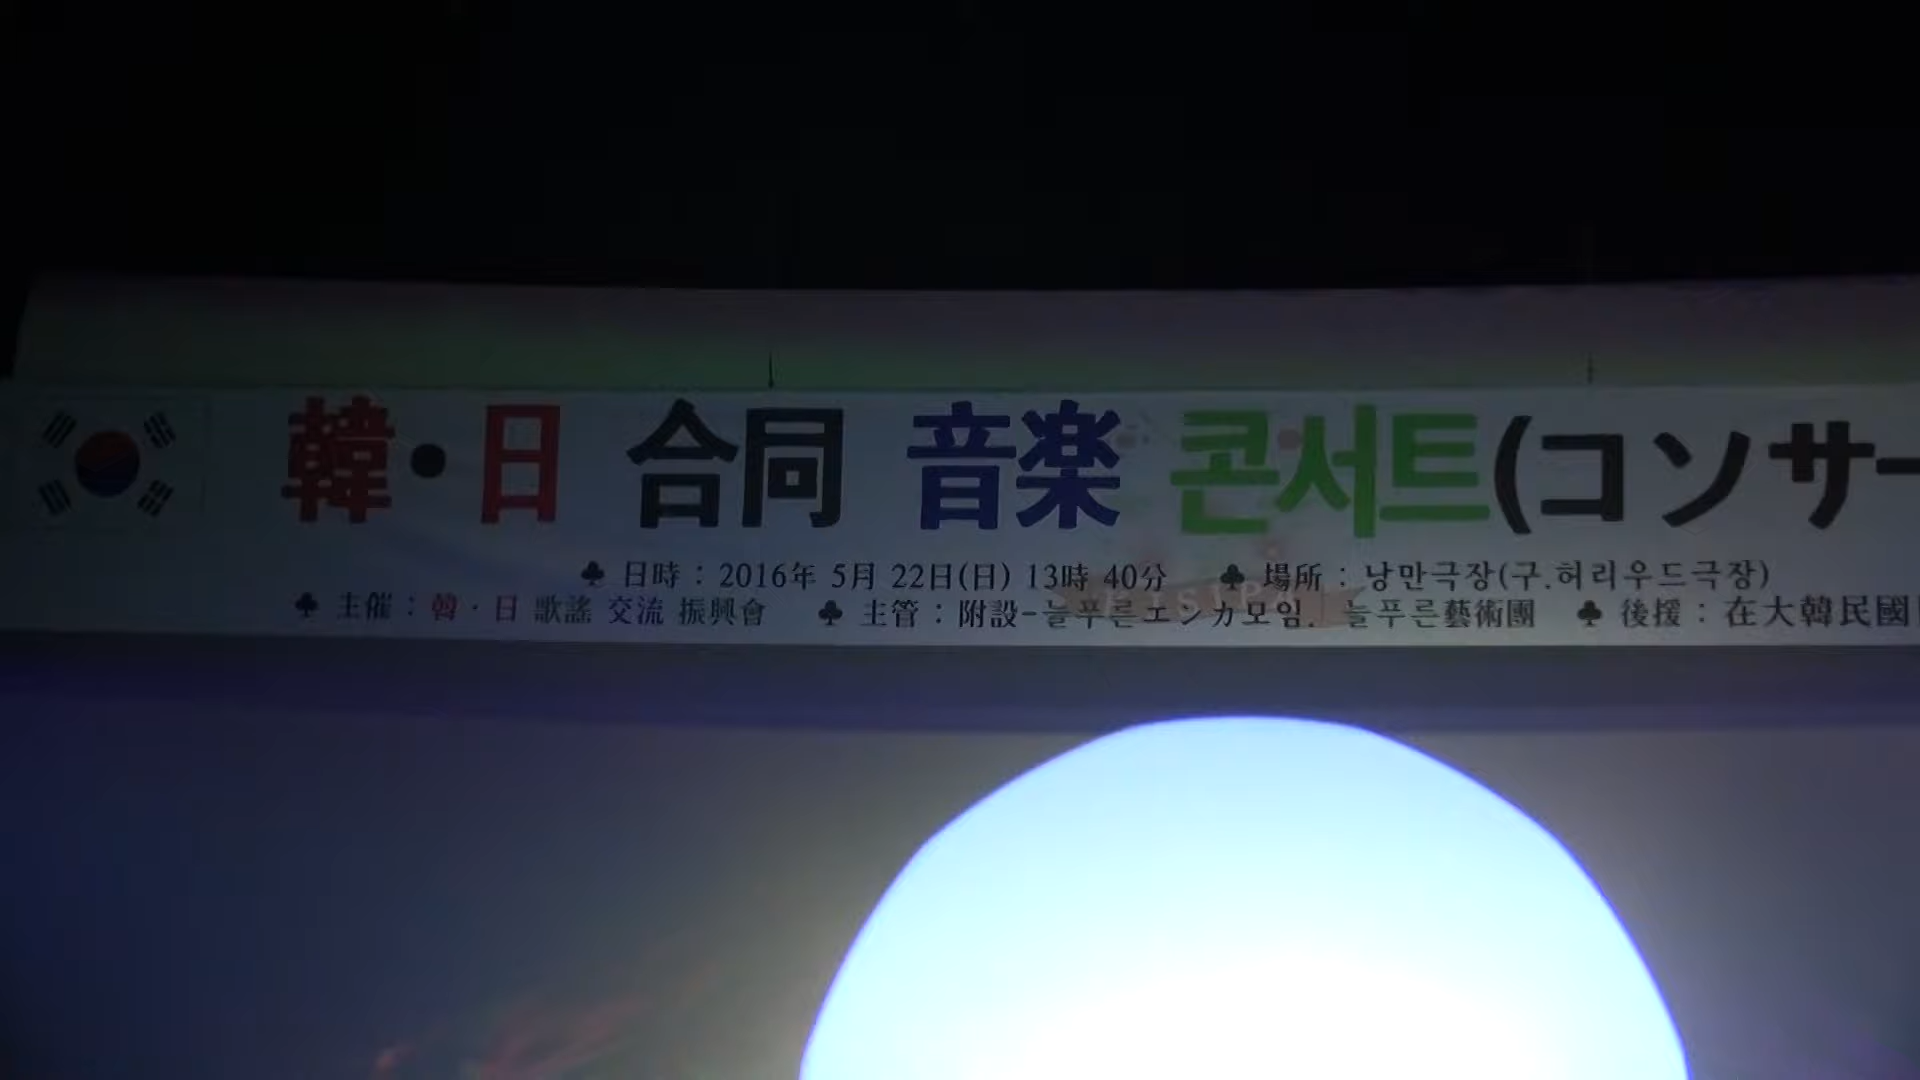 韓·日 合同 音楽 콘서트(コンサー
♣ 日時 : 2016年 5月 22日(日) 13時 40分 ♣ 場所 : 낭만극장(구.허리우드극장)
♣ 主催 : 韓·日 歌謠 交流 振興會 ♣ 主管 : 附設-늘푸른エンカ모임. 늘푸른藝術團 ♣ 後援 : 在大韓民國